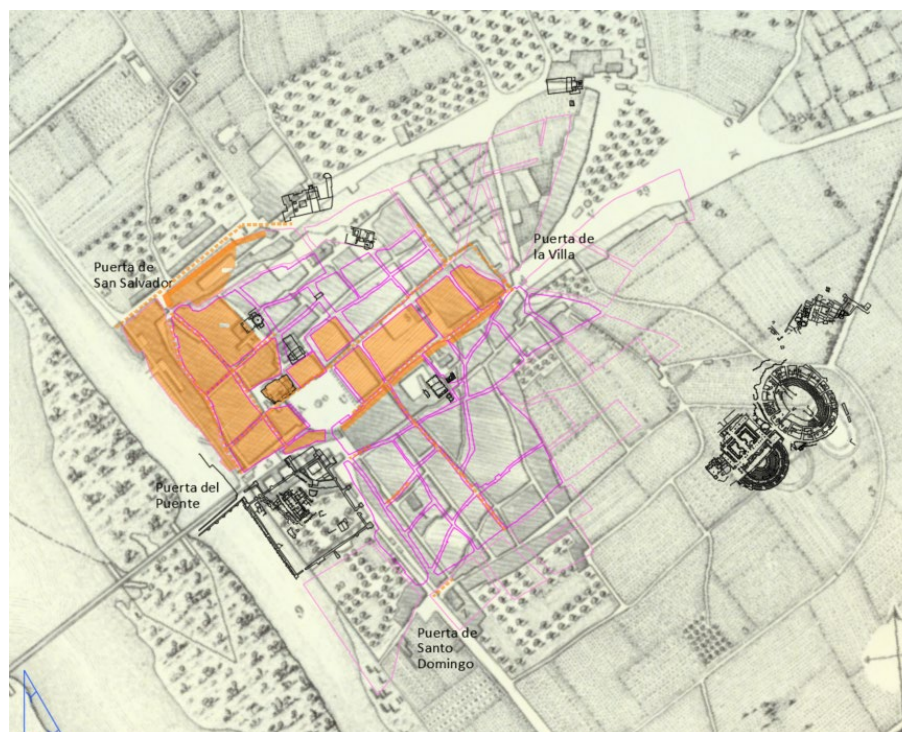 Puerta de
la Villa
Puerta de
San Salvador
Puerta del
Puente
Puerta de
Santo
Domingo